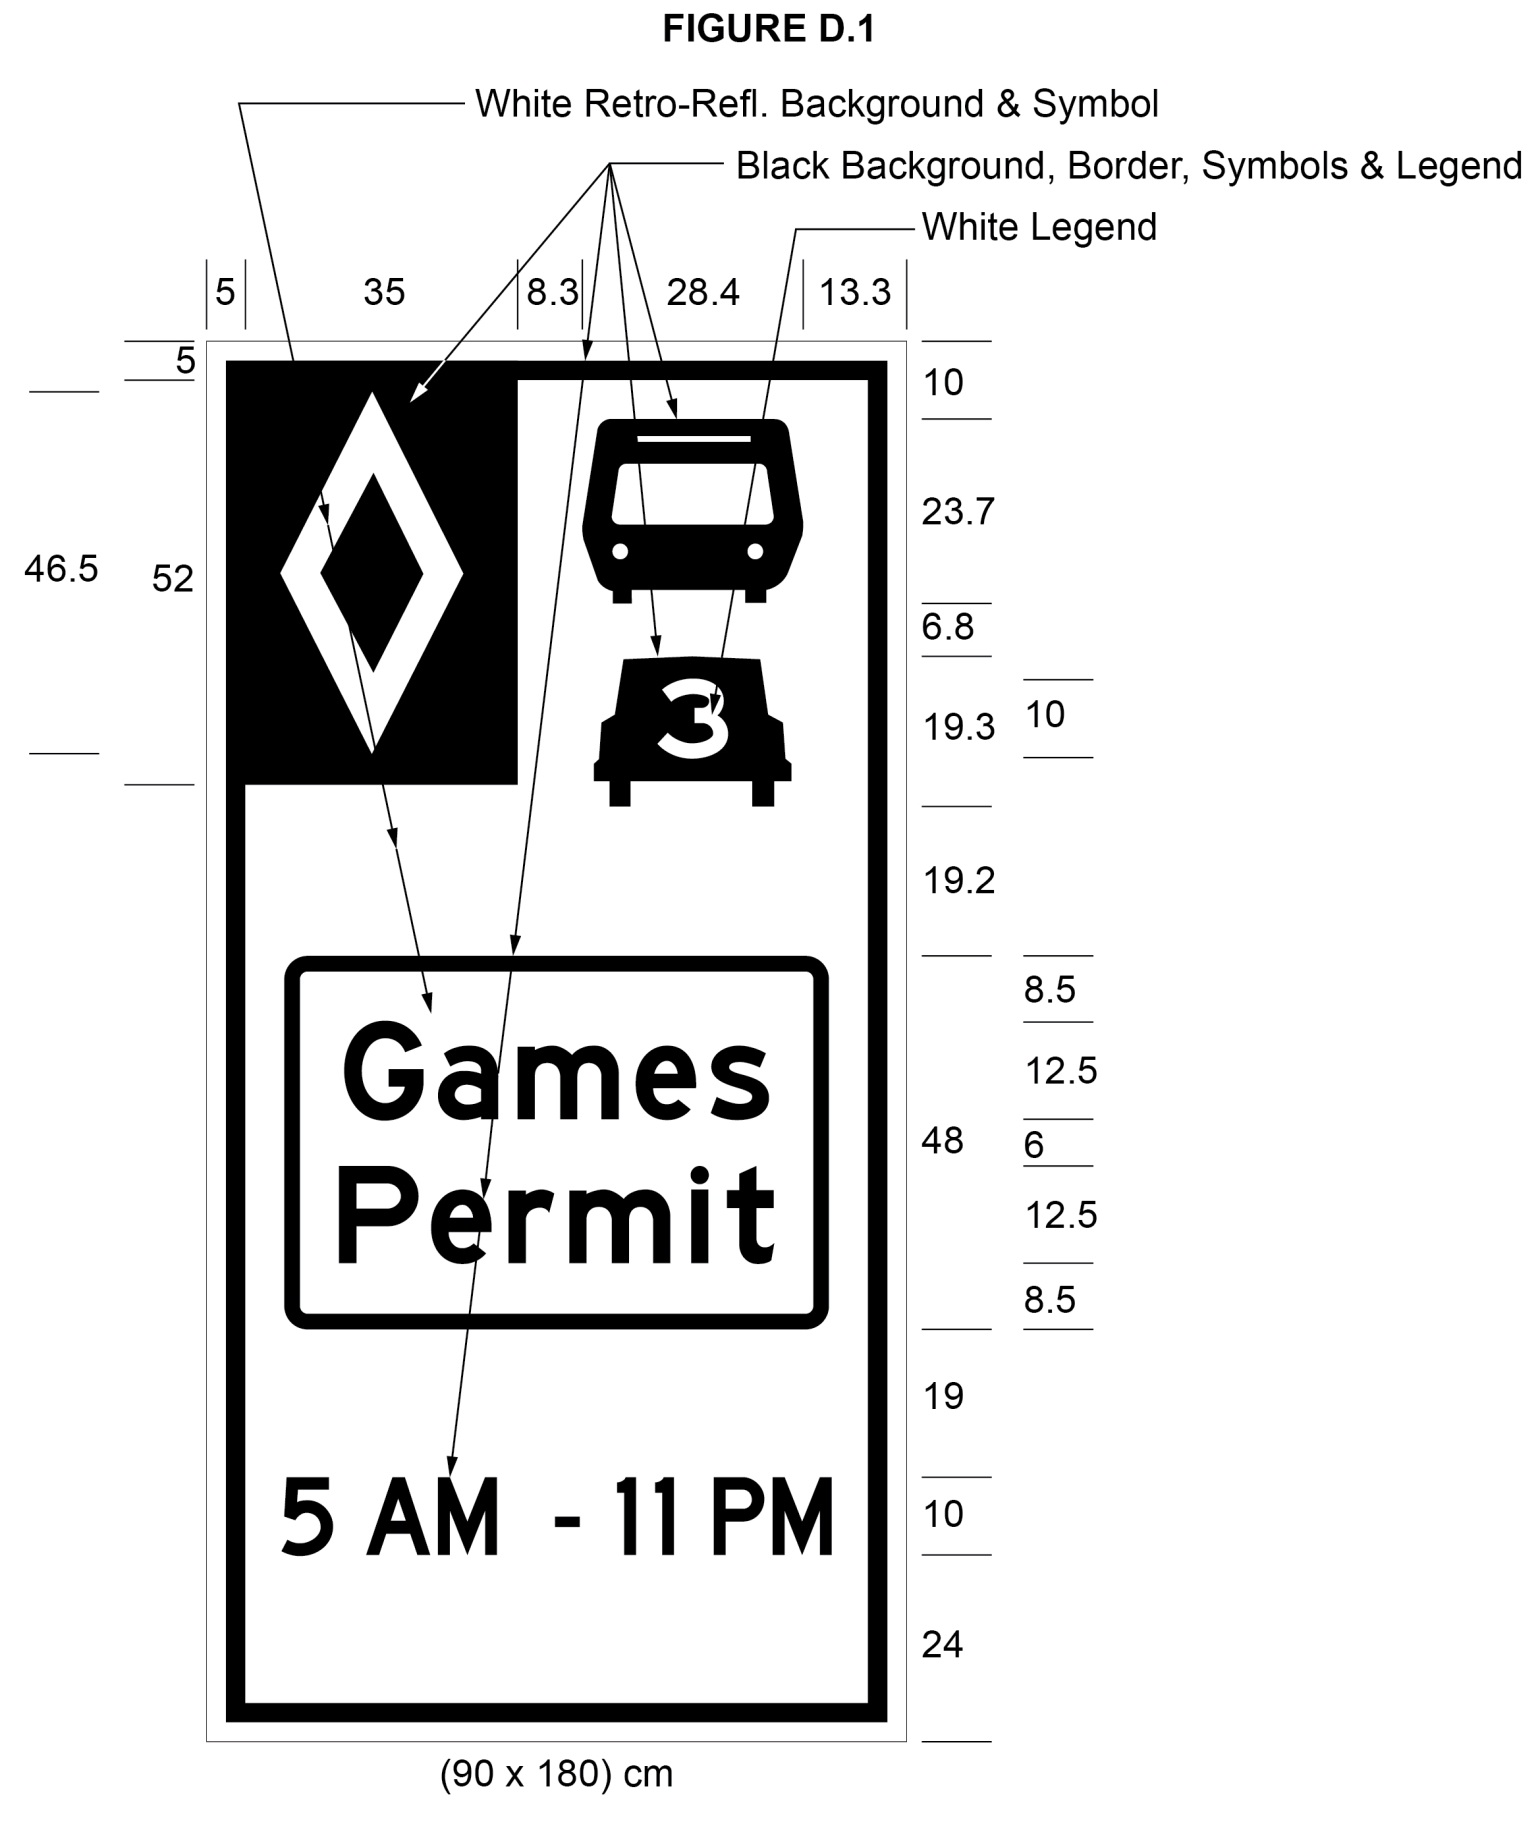 FIGURE D.1
White Retro-Refl. Background & Symbol
Black Background, Border, Symbols & Legend
White Legend
5 35 8.3 28.4 13.3
5
10
23.7
46.5
52
6.8
3
19.3
10
19.2
8.5
Games
12.5
48
6
Permit
12.5
8.5
19
5 AM - 11 PM
10
24
(90 x 180) cm